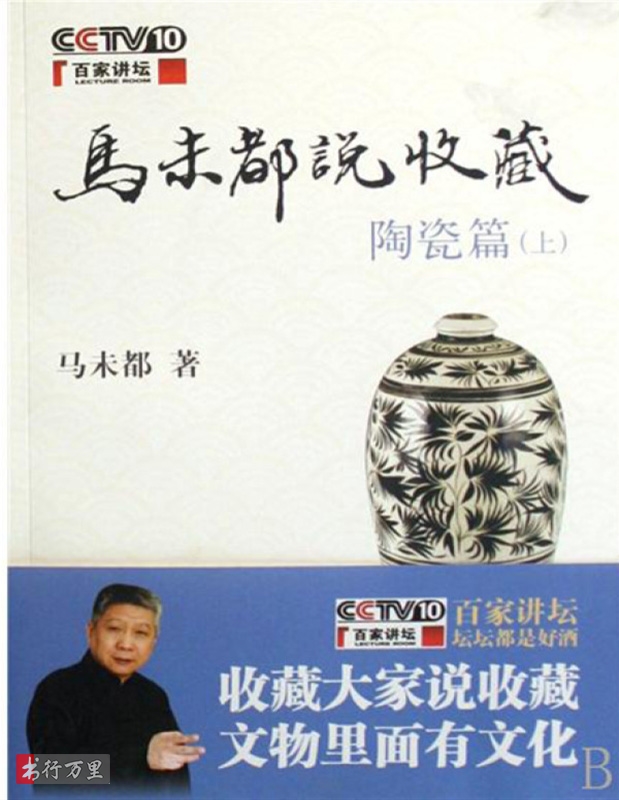 CCTV10
百家讲坛
LECTURE ROOM
馬未都說收藏
陶瓷篇(上)
马未都 著
CCTV10
百家讲坛
LECTURE ROOM
百家讲坛
坛坛都是好酒
收藏大家说收藏
文物里面有文化
书行万里
B